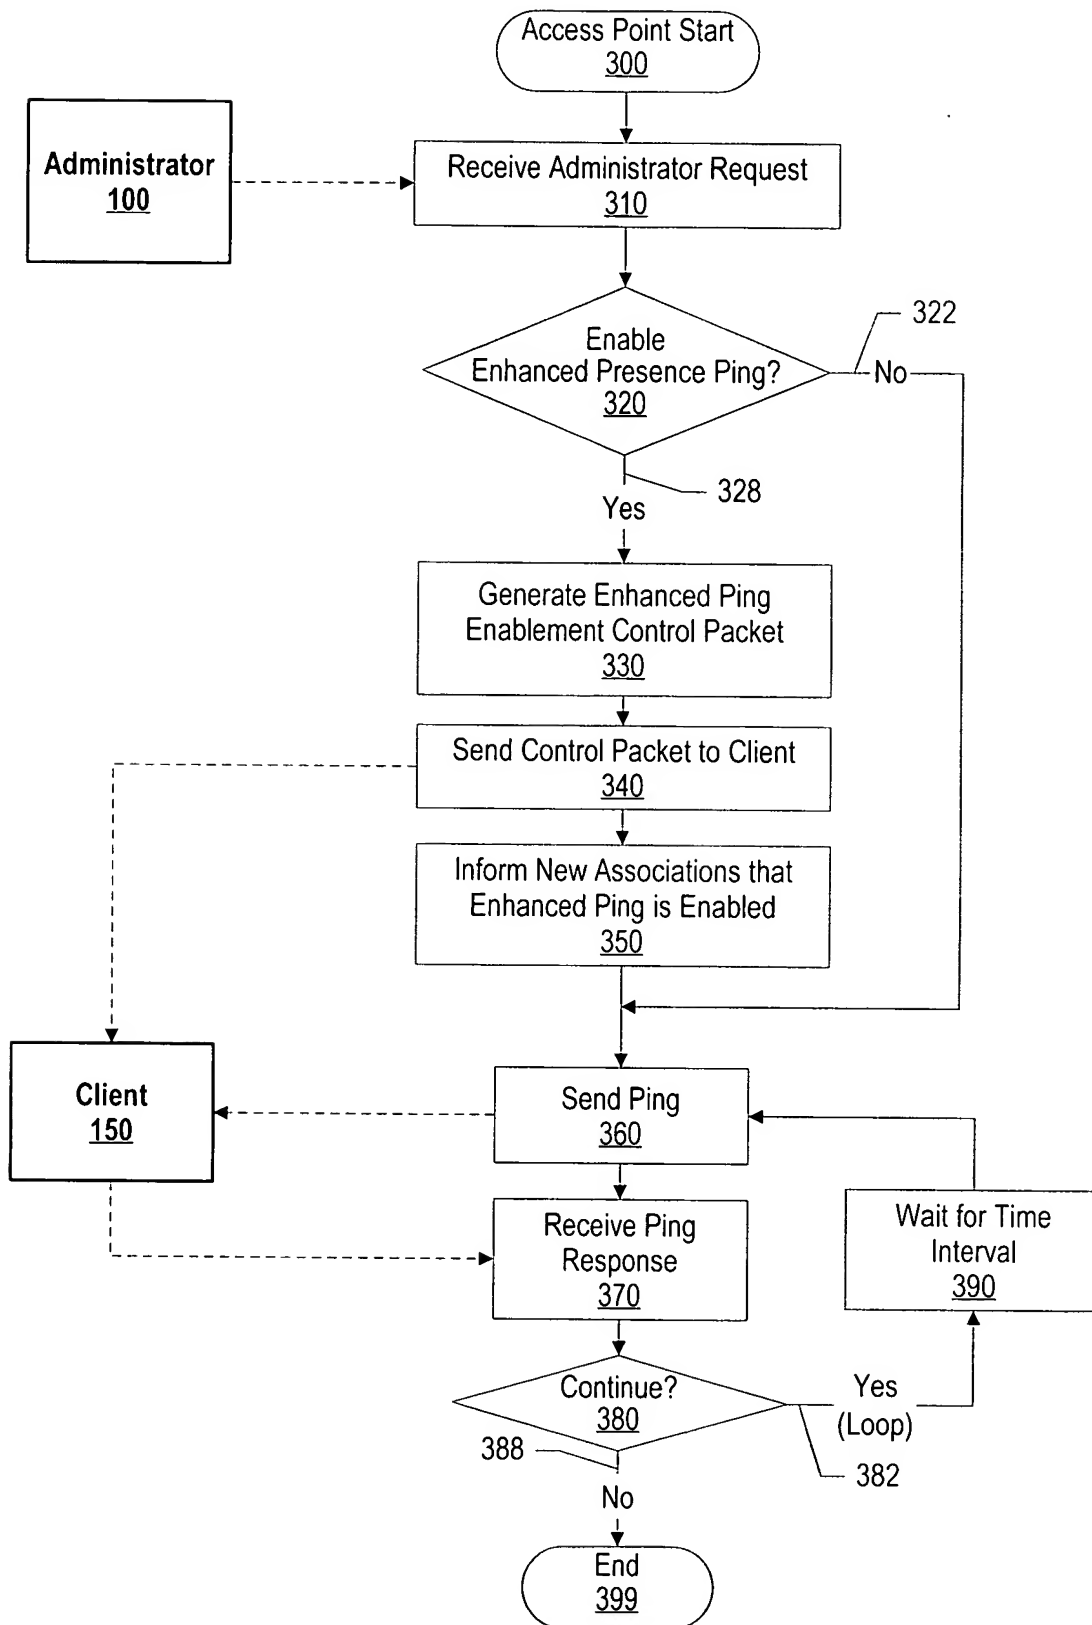 Access Point Start
300
Administrator
100
Receive Administrator Request
310
322
Enable
Enhanced Presence Ping?
320
No
328
Yes
Generate Enhanced Ping
Enablement Control Packet
330
Send Control Packet to Client
340
Inform New Associations that
Enhanced Ping is Enabled
350
Client
150
Send Ping
360
Receive Ping
Response
370
Wait for Time
Interval
390
Continue?
380
Yes
(Loop)
388
382
No
End
399